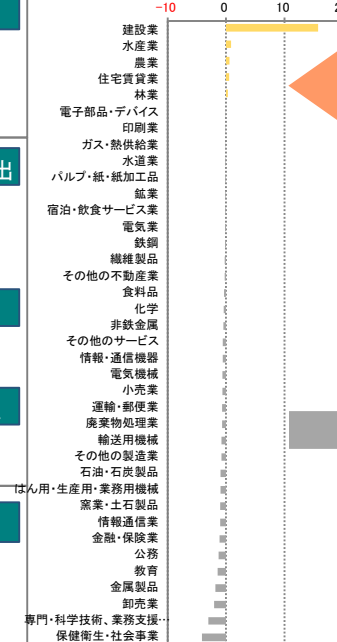 -10 0 10 2
建設業
水産業
農業
住宅賃貸業
林業
電子部品・デバイス
印刷業
ガス・熱供給業
水道業
出
パルプ・紙・紙加工品
鉱業
宿泊・飲食サービス業
電気業
鉄鋼
繊維製品
その他の不動産業
食料品
化学
非鉄金属
その他のサービス
情報・通信機器
電気機械
小売業
運輸・郵便業
廃棄物処理業
輸送用機械
その他の製造業
石油・石炭製品
はん用・生産用・業務用機械
窯業・土石製品
情報通信業
金融・保険業
公務
教育
金属製品
卸売業
専門・科学技術、業務支援…
保健衛生・社会事業